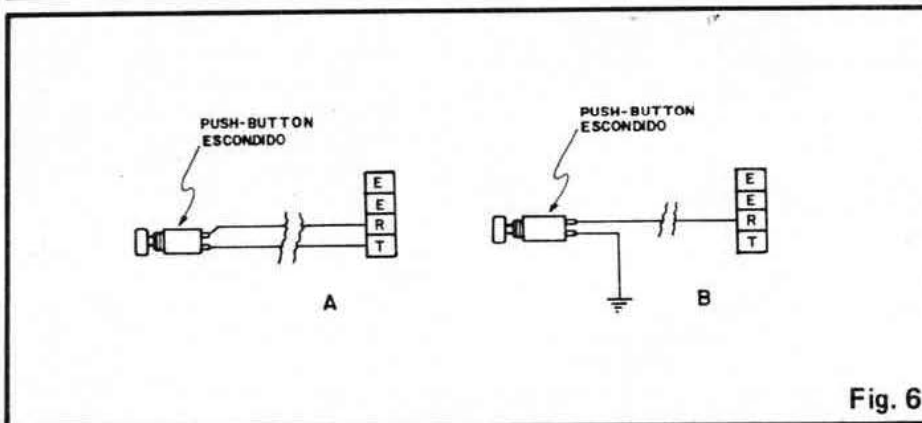 PUSH-BUTTON
ESCONDIDO
E
E
R
T
A
PUSH-BUTTON
ESCONDIDO
E
E
R
T
B
Fig. 6